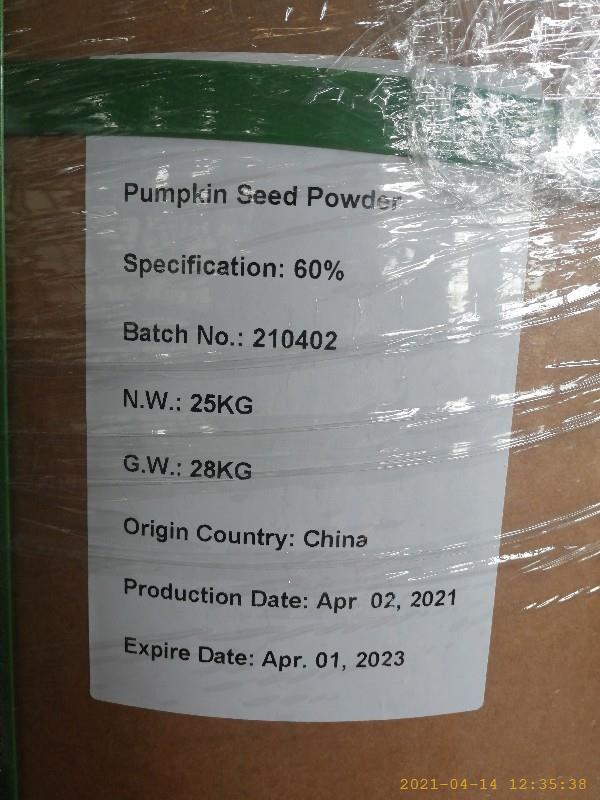 Pumpkin Seed Powder
Specification: 60%
Batch No.: 210402
N.W.: 25KG
G.W.: 28KG
Origin Country: China
Production Date: Apr 02, 2021
Expire Date: Apr. 01, 2023
2021-04-14 12:35:38